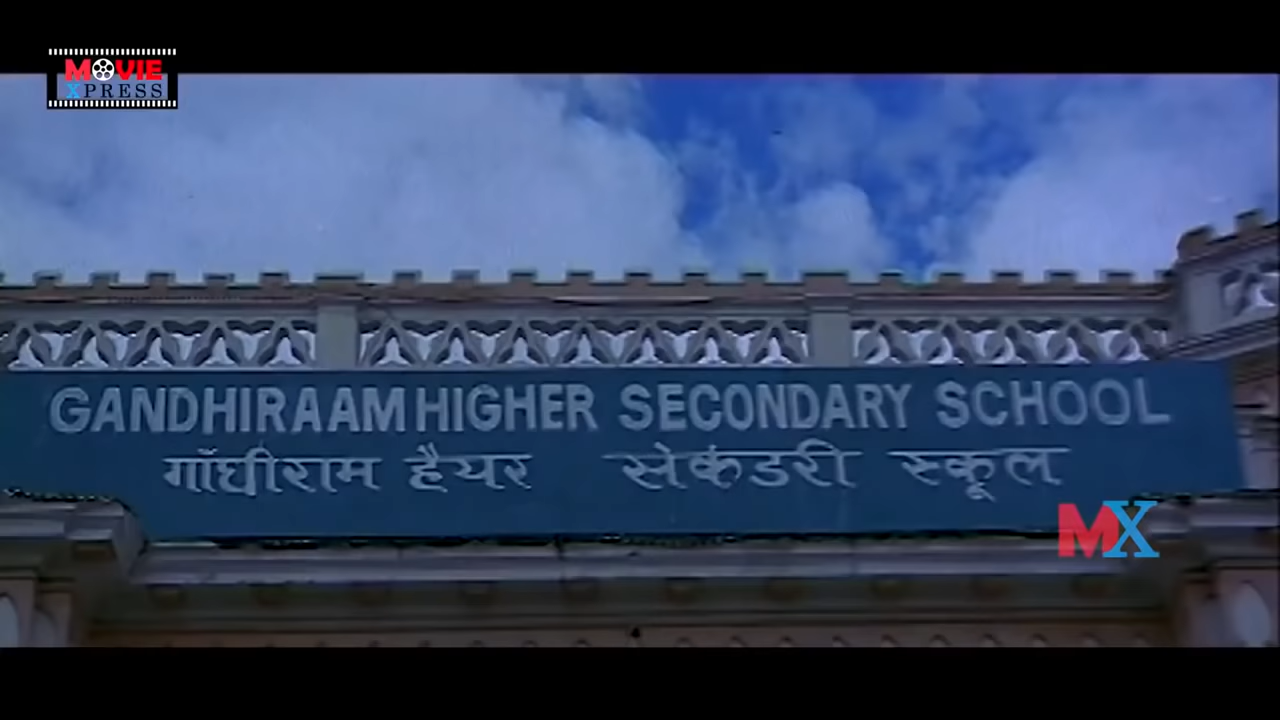 MOVIE
XPRESS
GANDHIRAAM HIGHER SECONDARY SCHOOL
गाँधीराम हैयर सेकंडरी स्कूल
MX